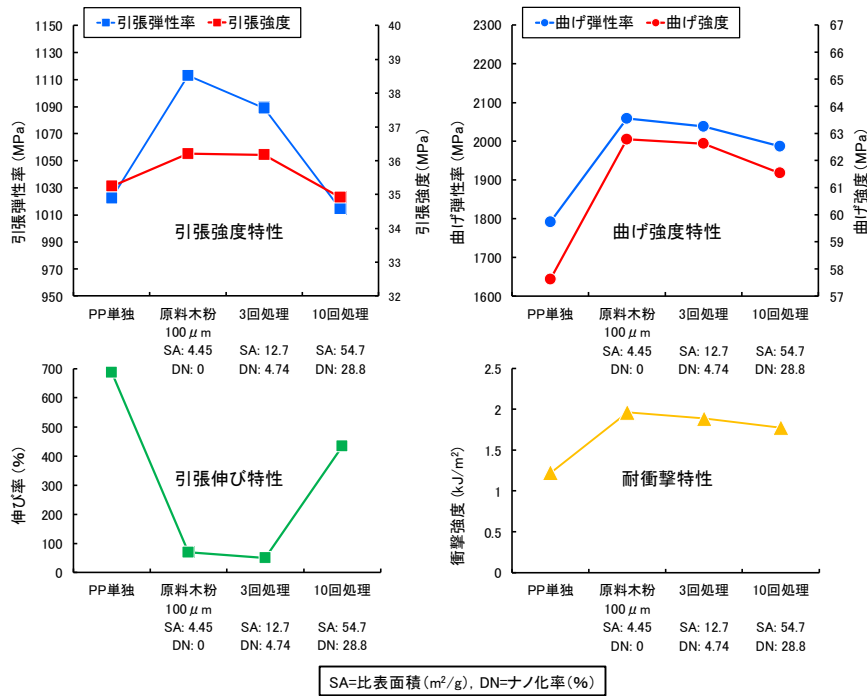 引張弾性率 引張強度
1150
1130
1110
1090
1070
1050
1030
1010
990
970
950
引張弾性率 (MPa)
40
39
38
37
36
35
34
33
32
引張強度(MPa)
引張強度特性
PP単独 原料木粉 3回処理 10回処理
100μm
SA: 4.45 SA: 12.7 SA: 54.7
DN: 0 DN: 4.74 DN: 28.8
曲げ弾性率 曲げ強度
2300
2200
2100
2000
1900
1800
1700
1600
曲げ弾性率 (MPa)
67
66
65
64
63
62
61
60
59
58
57
曲げ強度(MPa)
曲げ強度特性
PP単独 原料木粉 3回処理 10回処理
100μm
SA: 4.45 SA: 12.7 SA: 54.7
DN: 0 DN: 4.74 DN: 28.8
700
600
500
400
300
200
100
0
伸び率 (%)
引張伸び特性
PP単独 原料木粉 3回処理 10回処理
100μm
SA: 4.45 SA: 12.7 SA: 54.7
DN: 0 DN: 4.74 DN: 28.8
2.5
2
1.5
1
0.5
0
衝撃強度 (kJ/m²)
耐衝撃特性
PP単独 原料木粉 3回処理 10回処理
100μm
SA: 4.45 SA: 12.7 SA: 54.7
DN: 0 DN: 4.74 DN: 28.8
SA=比表面積(m²/g), DN=ナノ化率(%)